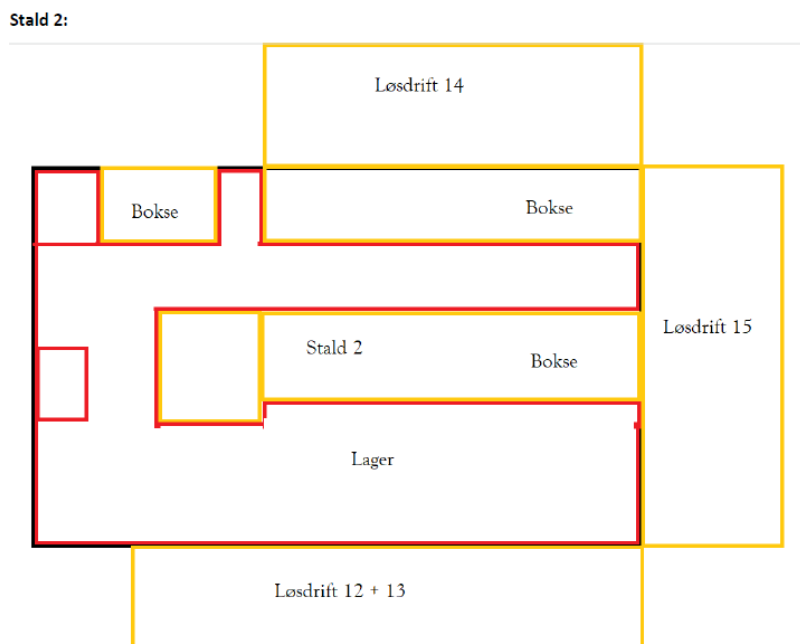 Stald 2:
Løsdrift 14
Bokse
Bokse
Løsdrift 15
Stald 2
Bokse
Lager
Løsdrift 12 + 13